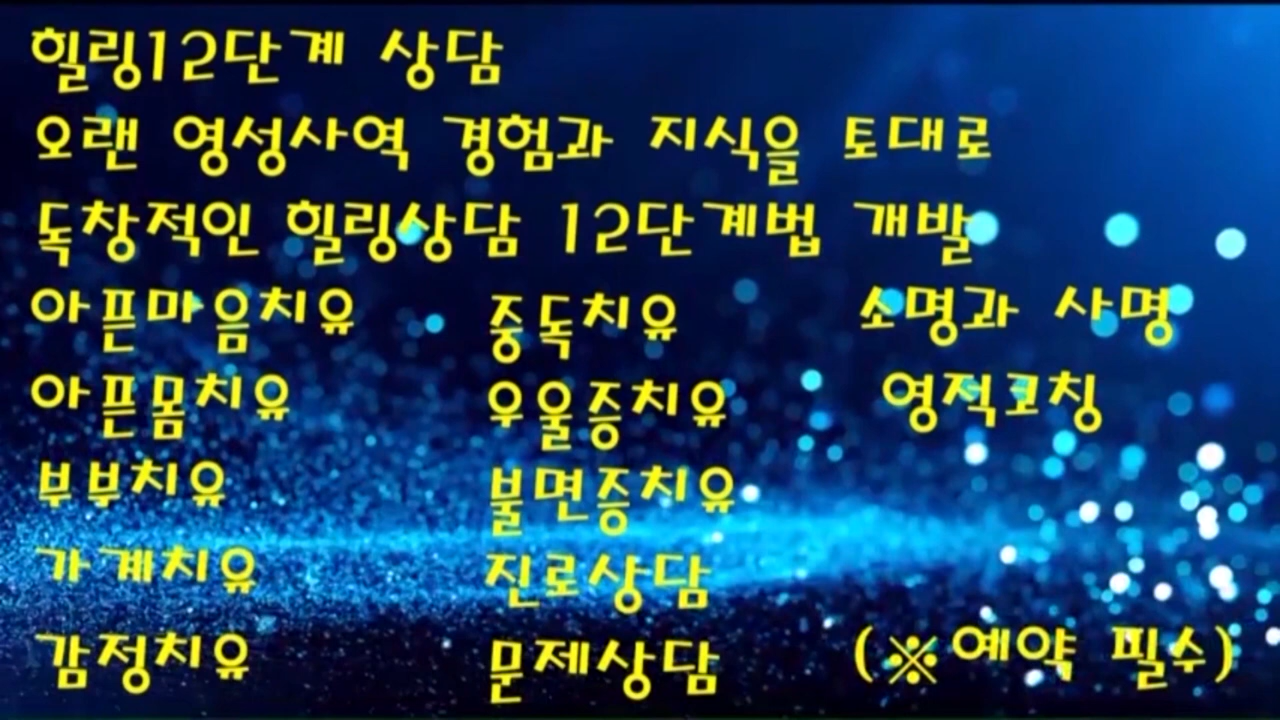 힐링12단계 상담
오랜 영성사역 경험과 지식을 토대로
독창적인 힐링상담 12단계법 개발
아픈마음치유 중독치유 소명과 사명
아픈몸치유 우울증치유 영적코칭
부부치유 불면증치유
가계치유 진로상담
감정치유 문제상담 (※예약 필수)